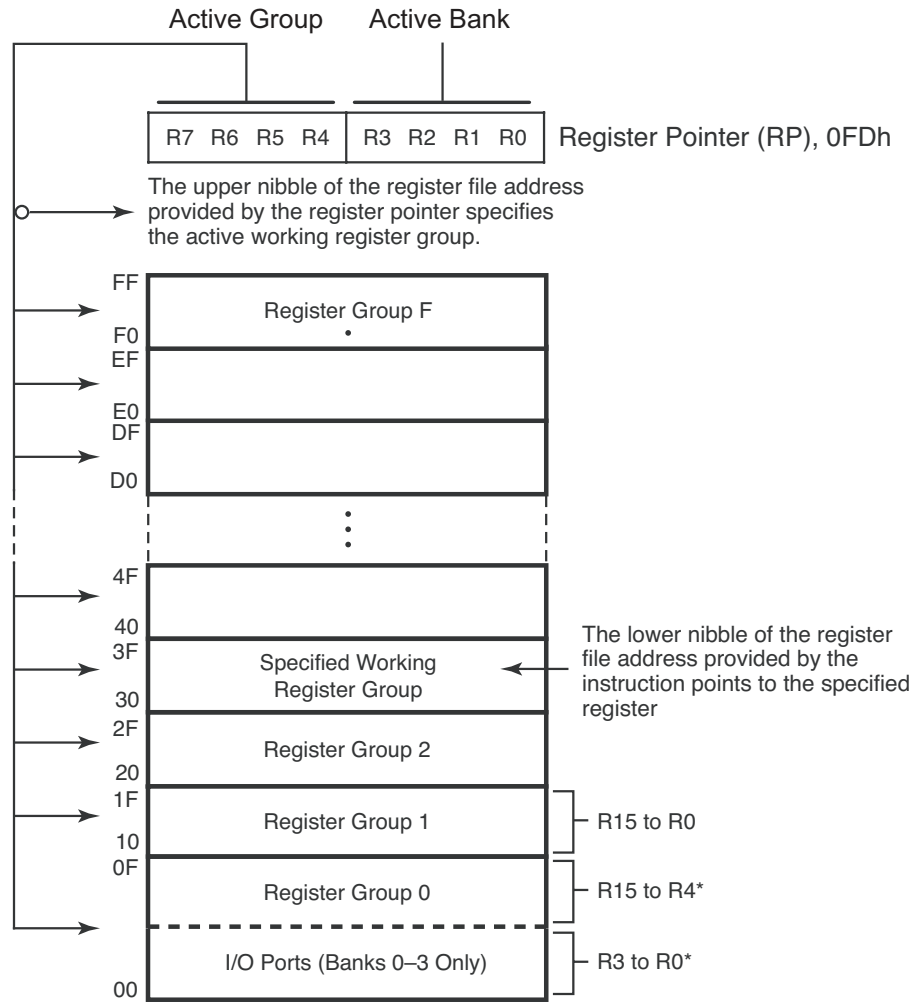 Active Group
Active Bank
R7 R6 R5 R4 R3 R2 R1 R0
Register Pointer (RP), 0FDh
The upper nibble of the register file address
provided by the register pointer specifies
the active working register group.
FF
Register Group F
F0
EF
E0
DF
D0
4F
40
3F
Specified Working
Register Group
30
The lower nibble of the register
file address provided by the
instruction points to the specified
register
2F
Register Group 2
20
1F
Register Group 1
10
R15 to R0
0F
Register Group 0
R15 to R4*
I/O Ports (Banks 0–3 Only)
00
R3 to R0*